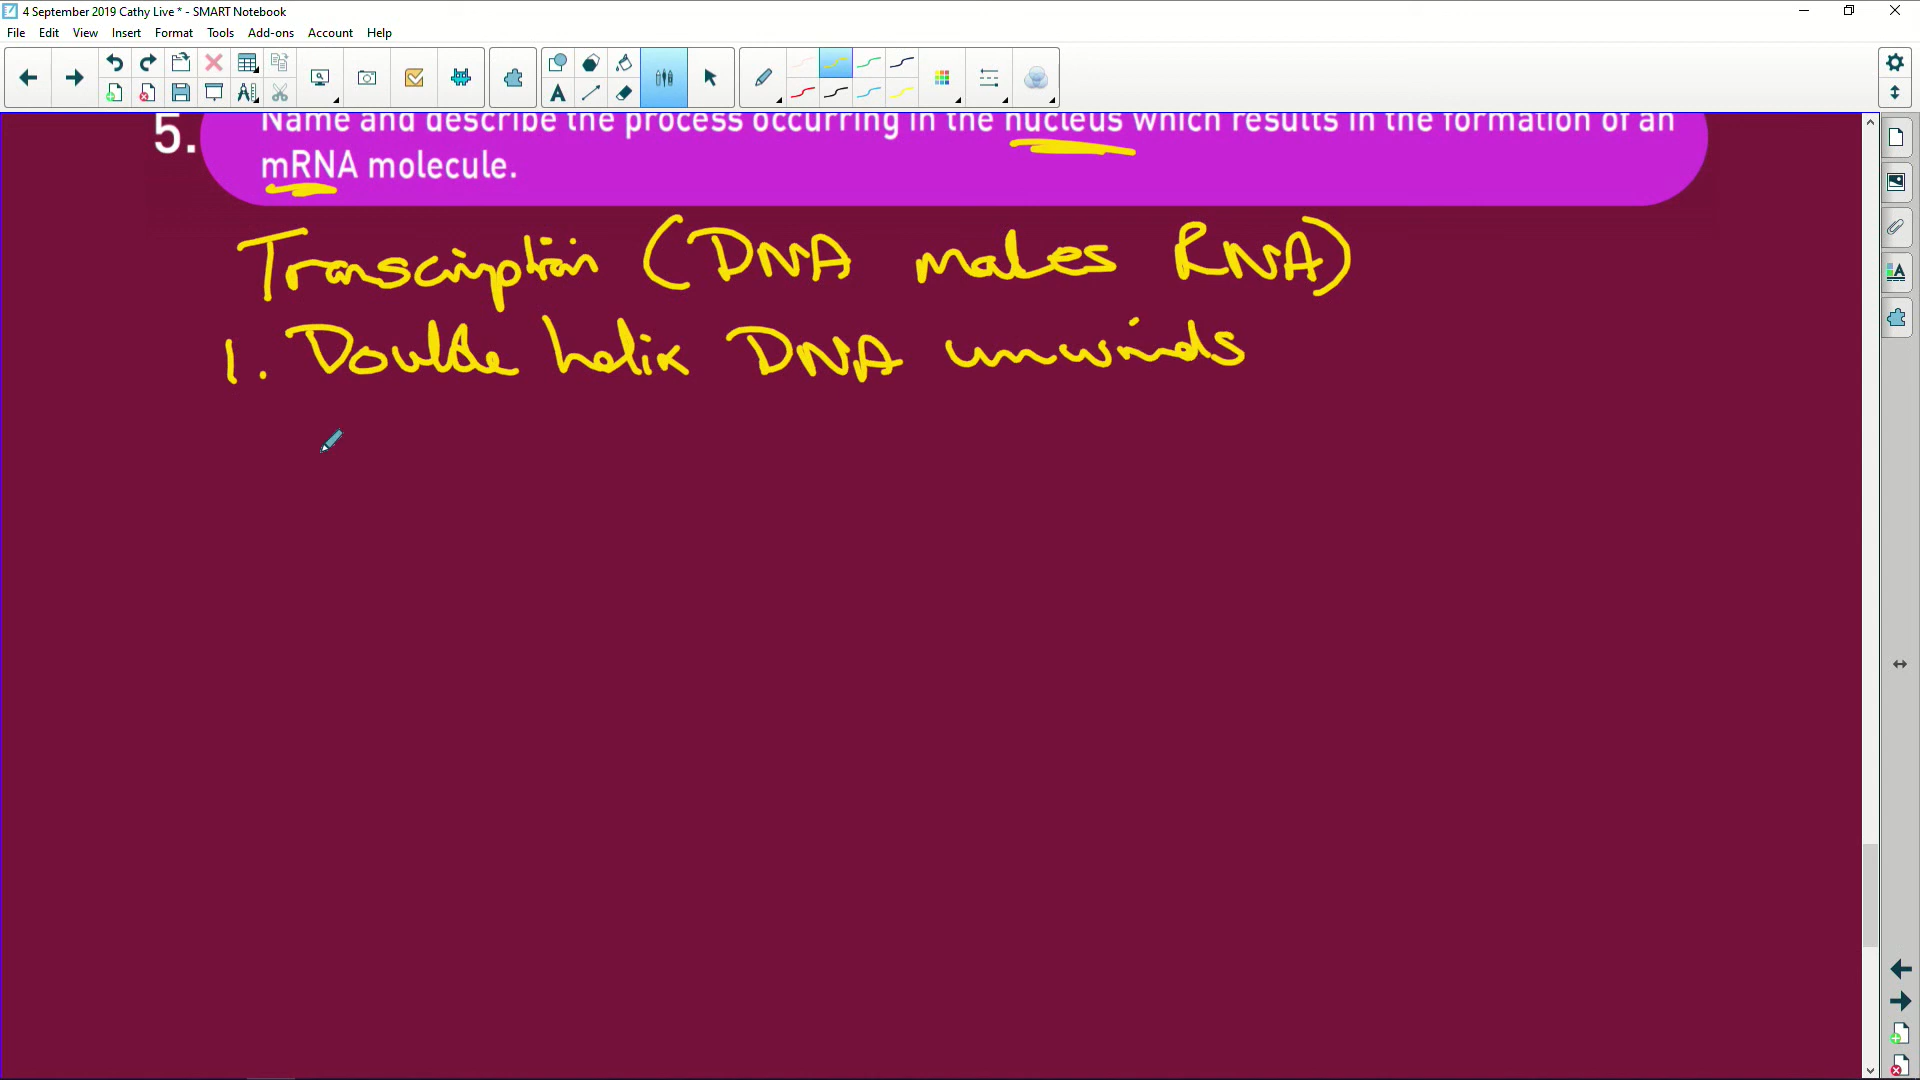 4 September 2019 Cathy Live * - SMART Notebook
File Edit View Insert Format Tools Add-ons Account Help
5. Name and describe the process occurring in the nucleus which results in the formation of an
mRNA molecule.
Transcription (DNA makes RNA)
1. Double helix DNA unwinds